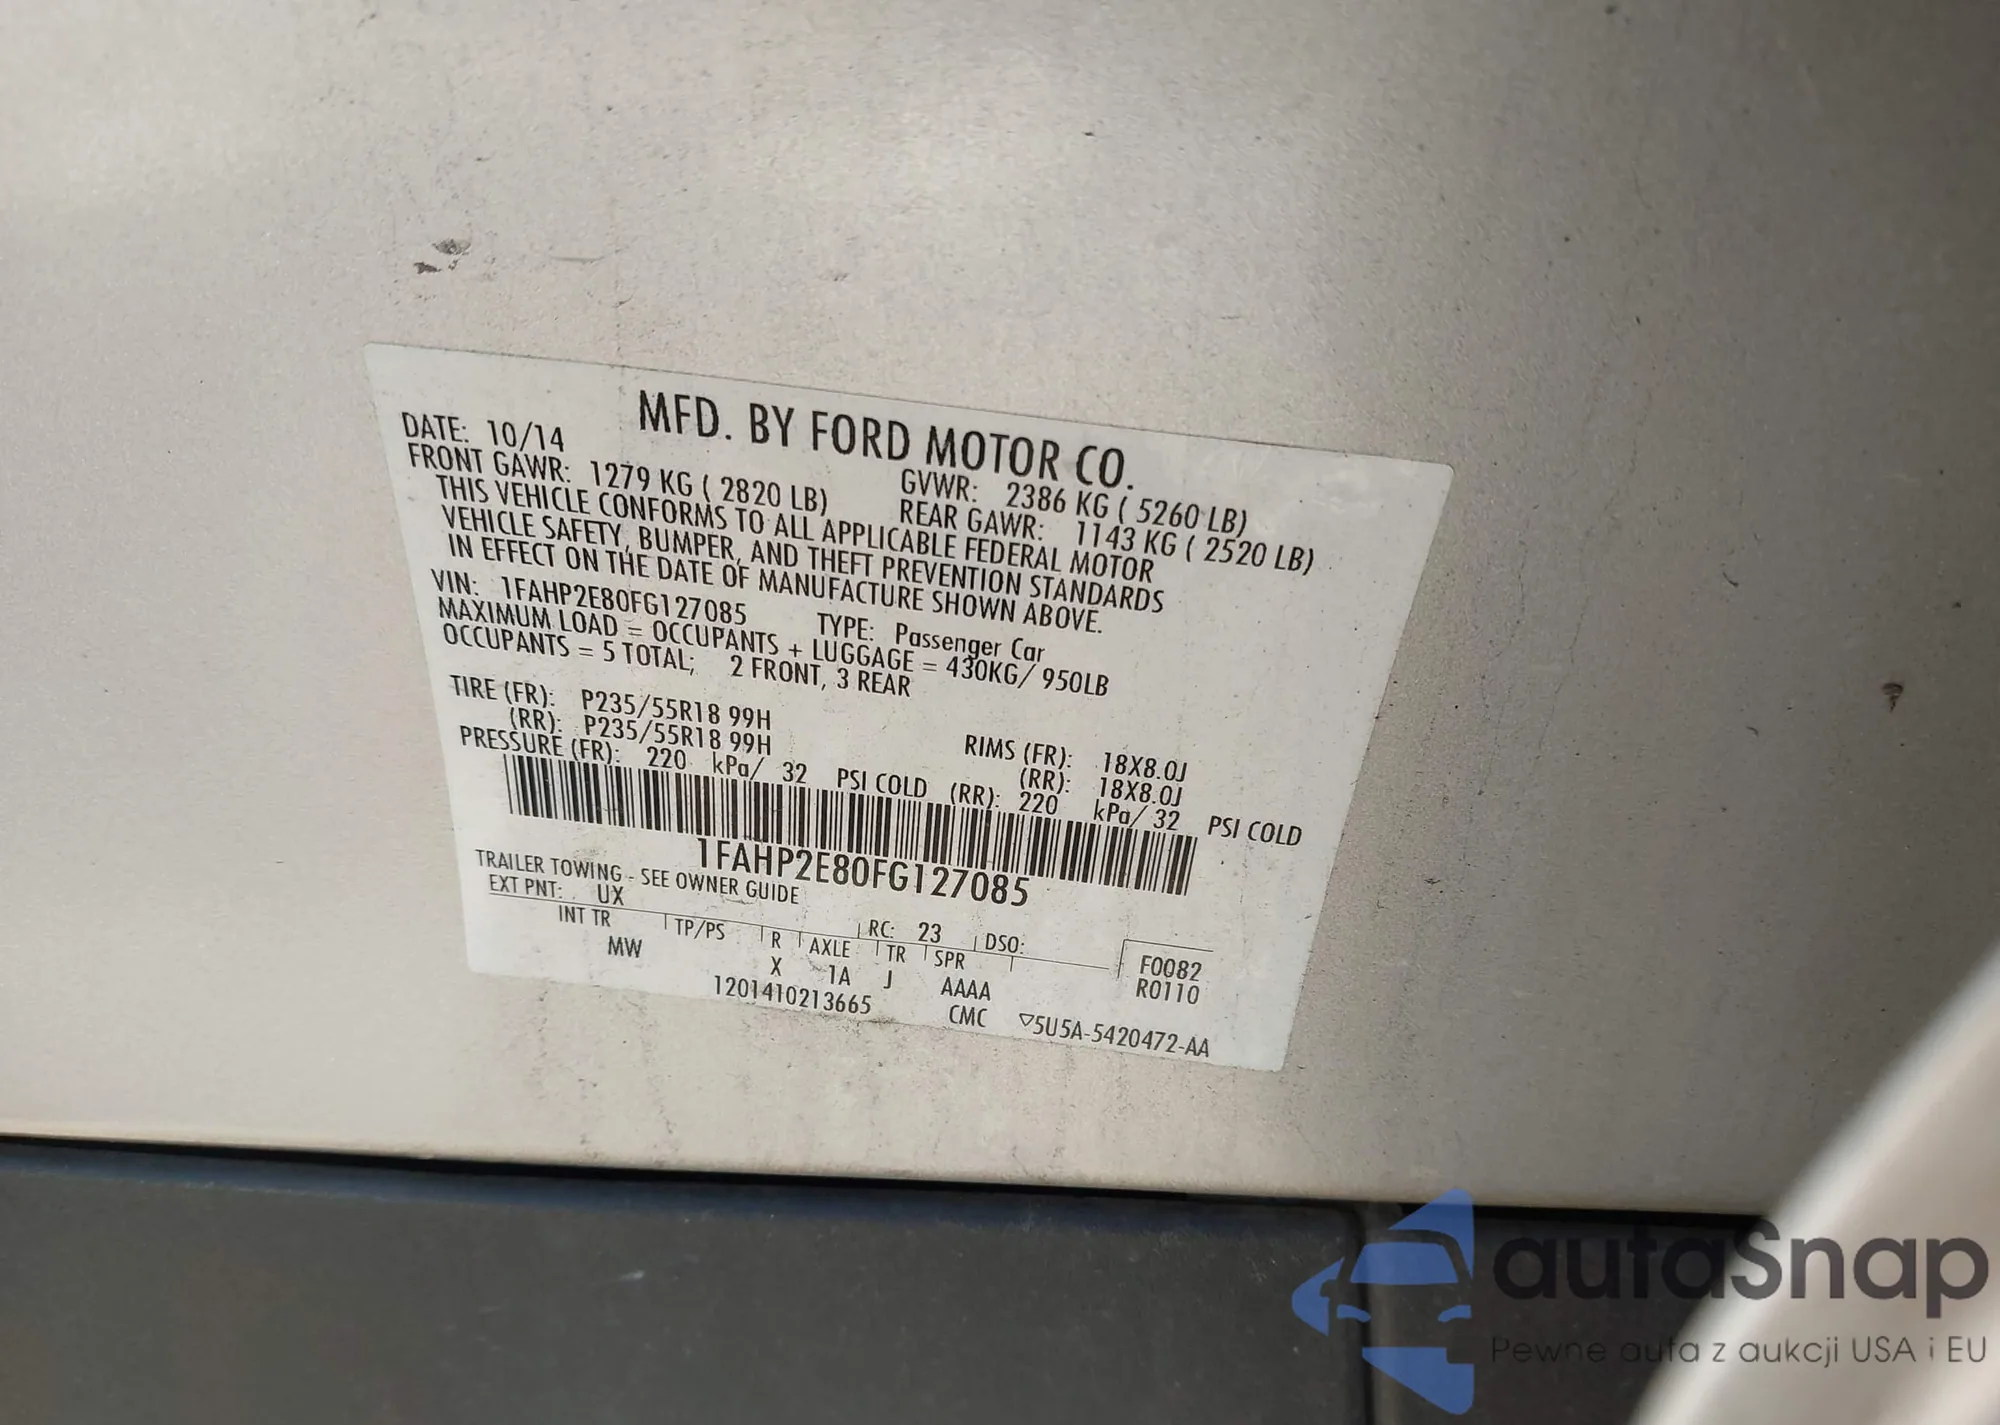 MFD. BY FORD MOTOR CO.
DATE: 10/14 GVWR: 2386 KG ( 5260 LB)
FRONT GAWR: 1279 KG ( 2820 LB) REAR GAWR: 1143 KG ( 2520 LB)
THIS VEHICLE CONFORMS TO ALL APPLICABLE FEDERAL MOTOR
VEHICLE SAFETY, BUMPER, AND THEFT PREVENTION STANDARDS
IN EFFECT ON THE DATE OF MANUFACTURE SHOWN ABOVE.
VIN: 1FAHP2E80FG127085 TYPE: Passenger Car
MAXIMUM LOAD = OCCUPANTS + LUGGAGE = 430KG/ 950LB
OCCUPANTS = 5 TOTAL; 2 FRONT, 3 REAR
TIRE (FR): P235/55R18 99H RIMS (FR): 18X8.0J
(RR): P235/55R18 99H (RR): 18X8.0J
PRESSURE (FR): 220 kPa/ 32 PSI COLD (RR): 220 kPa/ 32 PSI COLD
1FAHP2E80FG127085
TRAILER TOWING - SEE OWNER GUIDE
EXT PNT: UX RC: 23 DSO:
INT TR TP/PS R AXLE TR SPR F0082
MW X 1A J AAAA R0110
1201410213665 CMC ▽5U5A-5420472-AA
autaSnap
Pewne auta z aukcji USA i EU